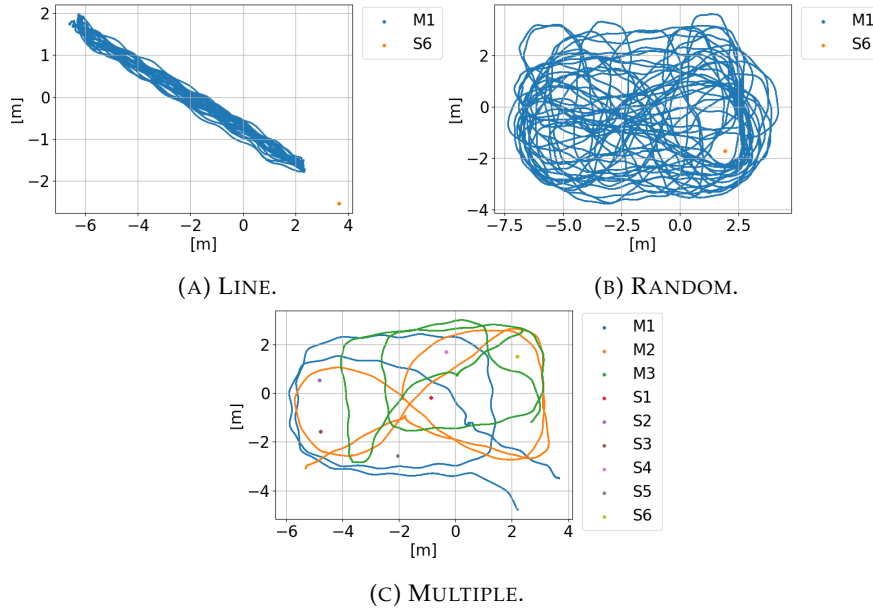 2
1
0
−1
−2
[m]
−6 −4 −2 0 2 4
[m]
M1
S6
(A) LINE.
4
2
0
−2
−4
[m]
−7.5 −5.0 −2.5 0.0 2.5
[m]
M1
S6
(B) RANDOM.
2
0
−2
−4
[m]
−6 −4 −2 0 2 4
[m]
M1
M2
M3
S1
S2
S3
S4
S5
S6
(C) MULTIPLE.